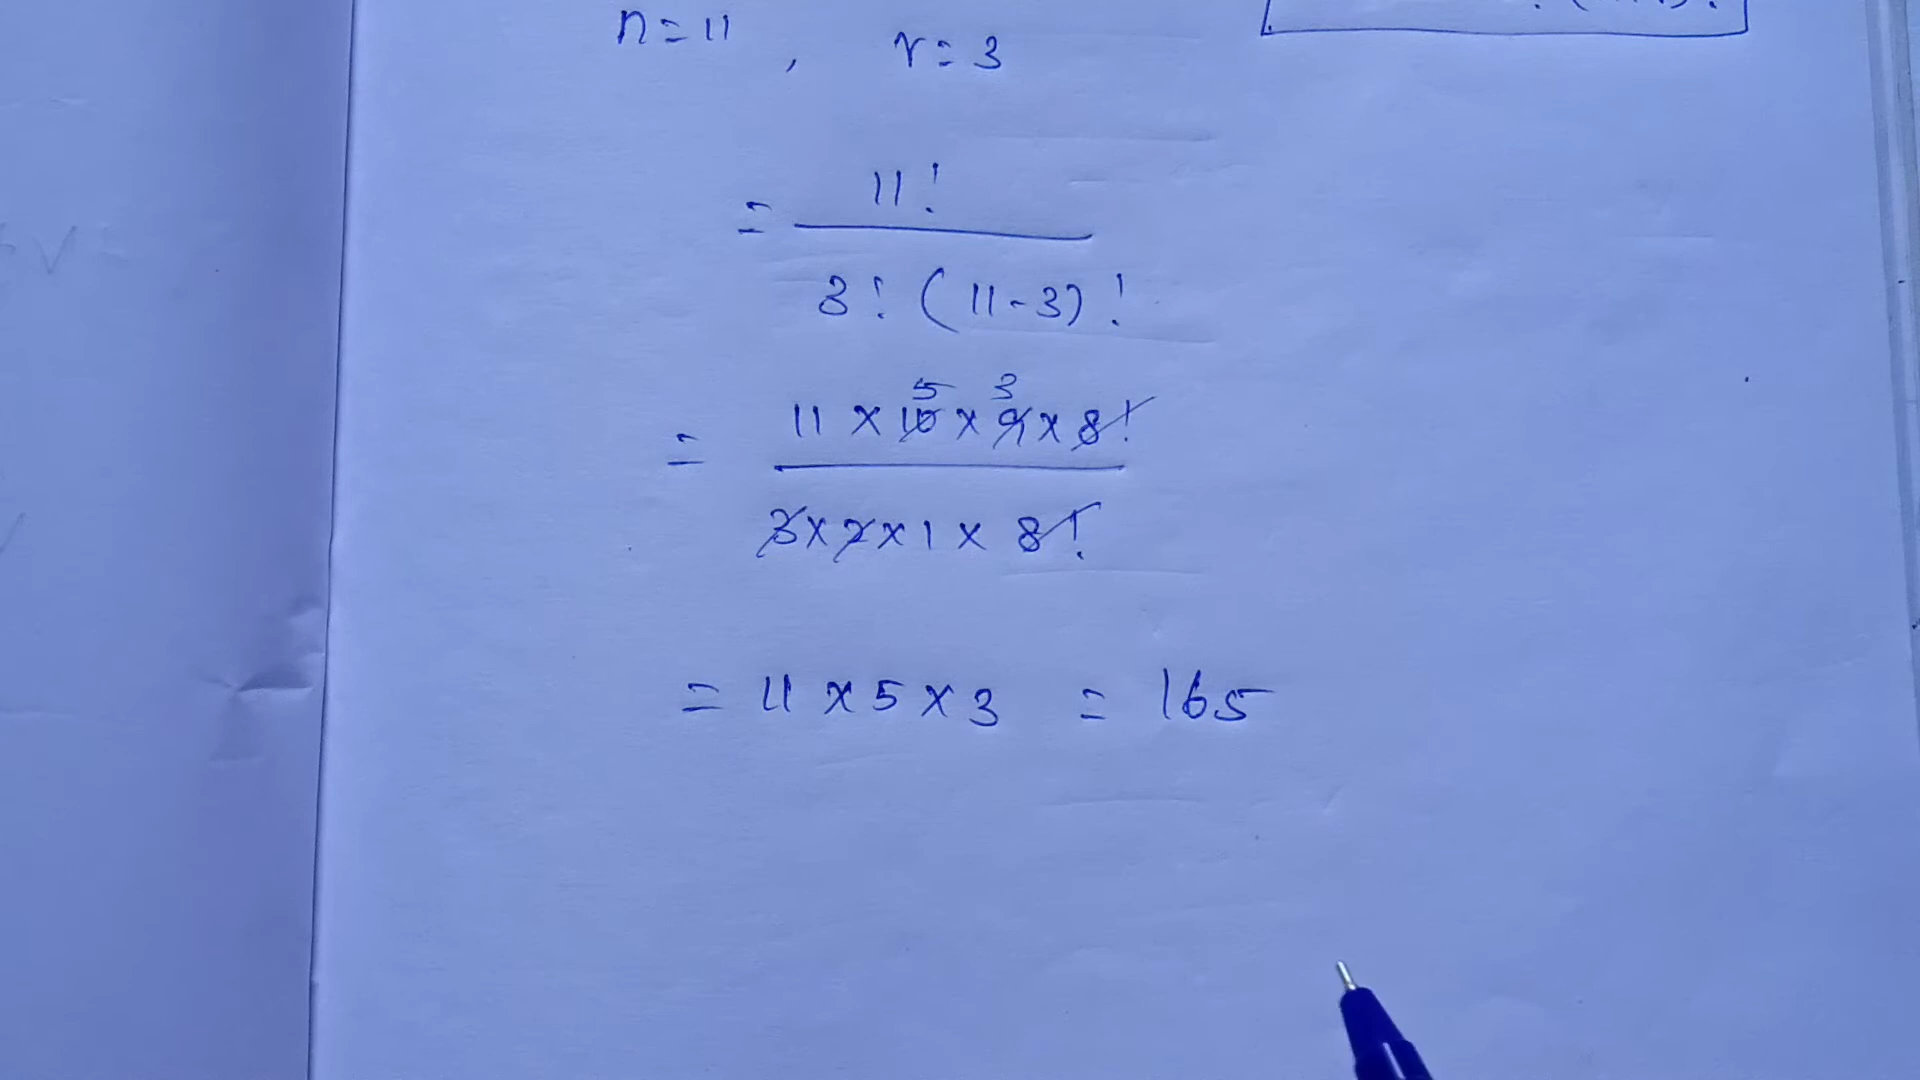 n = 11 , r = 3
= 11! / 3! (11-3)!
= 11 × 10 5 × 9 3 × 8! / 3 × 2 × 1 × 8!
= 11 × 5 × 3 = 165